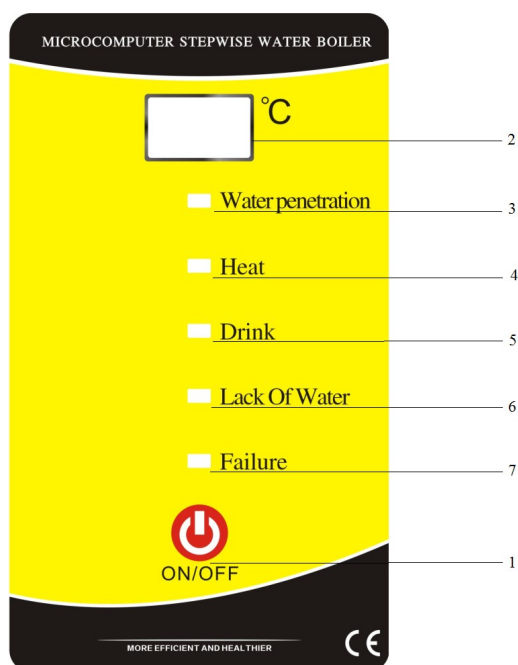 MICROCOMPUTER STEPWISE WATER BOILER
°C
2
Water penetration
3
Heat
4
Drink
5
Lack Of Water
6
Failure
7
1
ON/OFF
MORE EFFICIENT AND HEALTHIER
CE